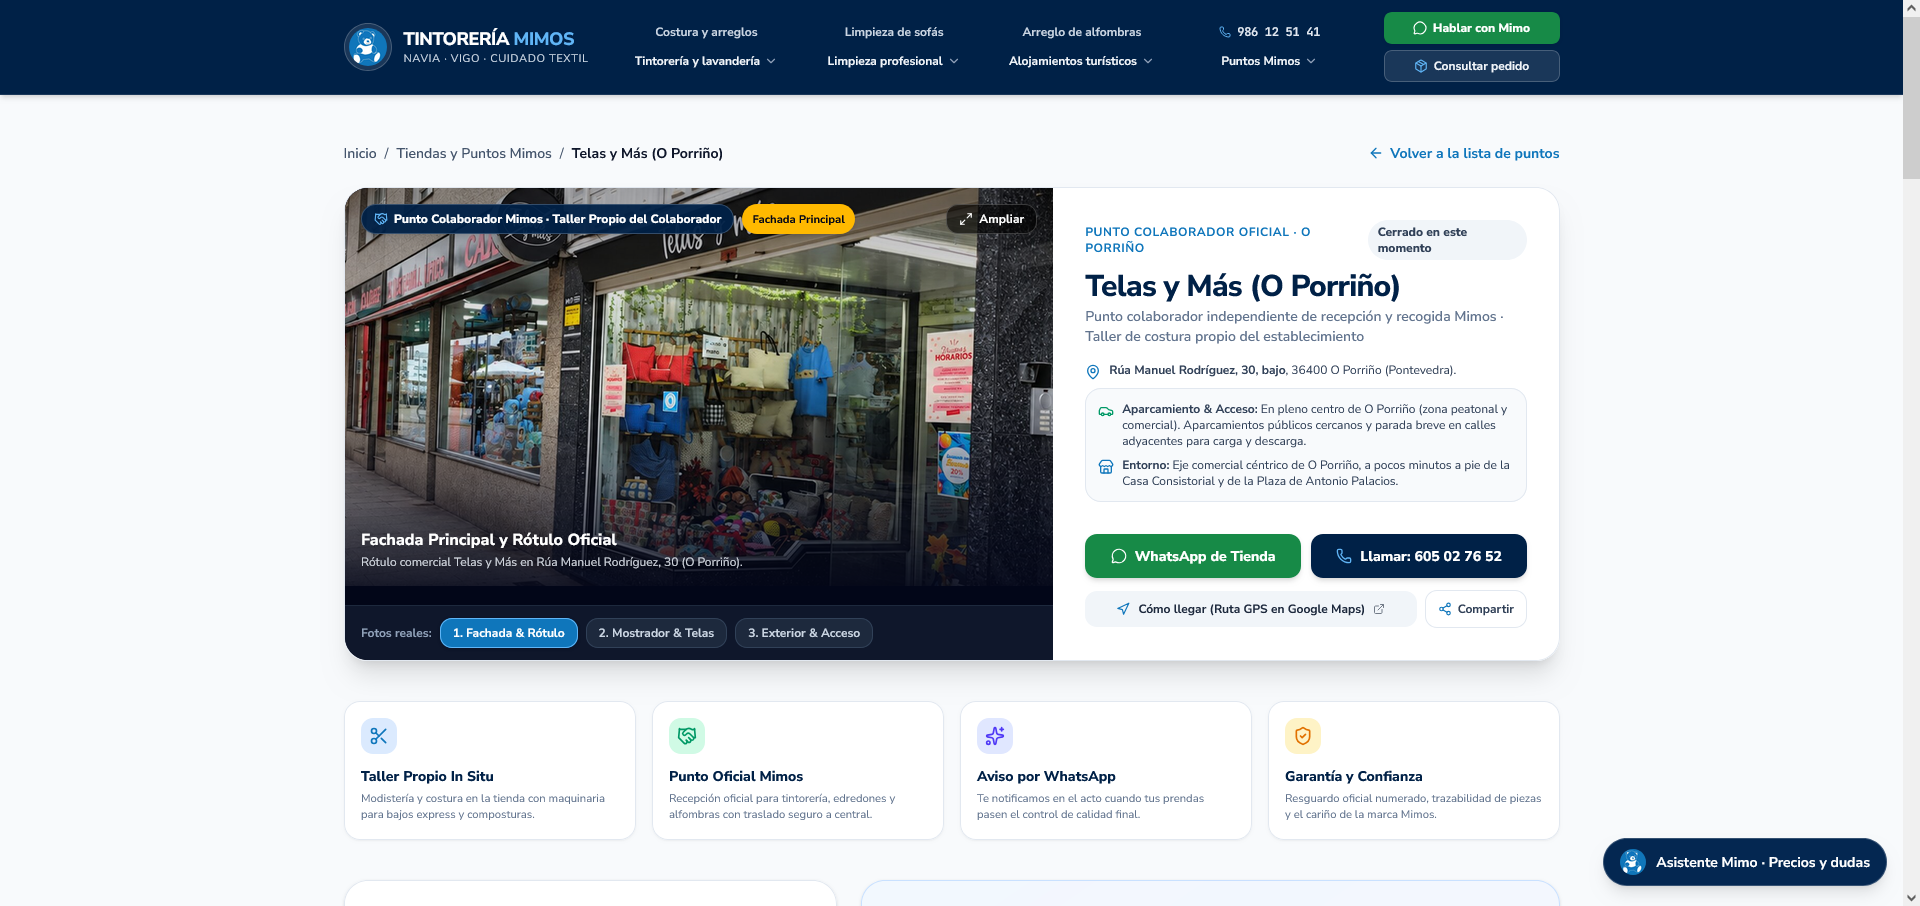 TINTORERÍA MIMOS
NAVIA · VIGO · CUIDADO TEXTIL
Costura y arreglos
Limpieza de sofás
Arreglo de alfombras
986 12 51 41
Tintorería y lavandería
Limpieza profesional
Alojamientos turísticos
Puntos Mimos
Hablar con Mimo
Consultar pedido
Inicio / Tiendas y Puntos Mimos / Telas y Más (O Porriño)
Volver a la lista de puntos
Punto Colaborador Mimos · Taller Propio del Colaborador
Fachada Principal
Ampliar
Telas y
y más
HORARIOS
20%
Fachada Principal y Rótulo Oficial
Rótulo comercial Telas y Más en Rúa Manuel Rodríguez, 30 (O Porriño).
Fotos reales:
1. Fachada & Rótulo
2. Mostrador & Telas
3. Exterior & Acceso
PUNTO COLABORADOR OFICIAL · O
PORRIÑO
Cerrado en este
momento
Telas y Más (O Porriño)
Punto colaborador independiente de recepción y recogida Mimos ·
Taller de costura propio del establecimiento
Rúa Manuel Rodríguez, 30, bajo, 36400 O Porriño (Pontevedra).
Aparcamiento & Acceso: En pleno centro de O Porriño (zona peatonal y
comercial). Aparcamientos públicos cercanos y parada breve en calles
adyacentes para carga y descarga.
Entorno: Eje comercial céntrico de O Porriño, a pocos minutos a pie de la
Casa Consistorial y de la Plaza de Antonio Palacios.
WhatsApp de Tienda
Llamar: 605 02 76 52
Cómo llegar (Ruta GPS en Google Maps)
Compartir
Taller Propio In Situ
Modistería y costura en la tienda con maquinaria
para bajos express y composturas.
Punto Oficial Mimos
Recepción oficial para tintorería, edredones y
alfombras con traslado seguro a central.
Aviso por WhatsApp
Te notificamos en el acto cuando tus prendas
pasen el control de calidad final.
Garantía y Confianza
Resguardo oficial numerado, trazabilidad de piezas
y el cariño de la marca Mimos.
Asistente Mimo · Precios y dudas